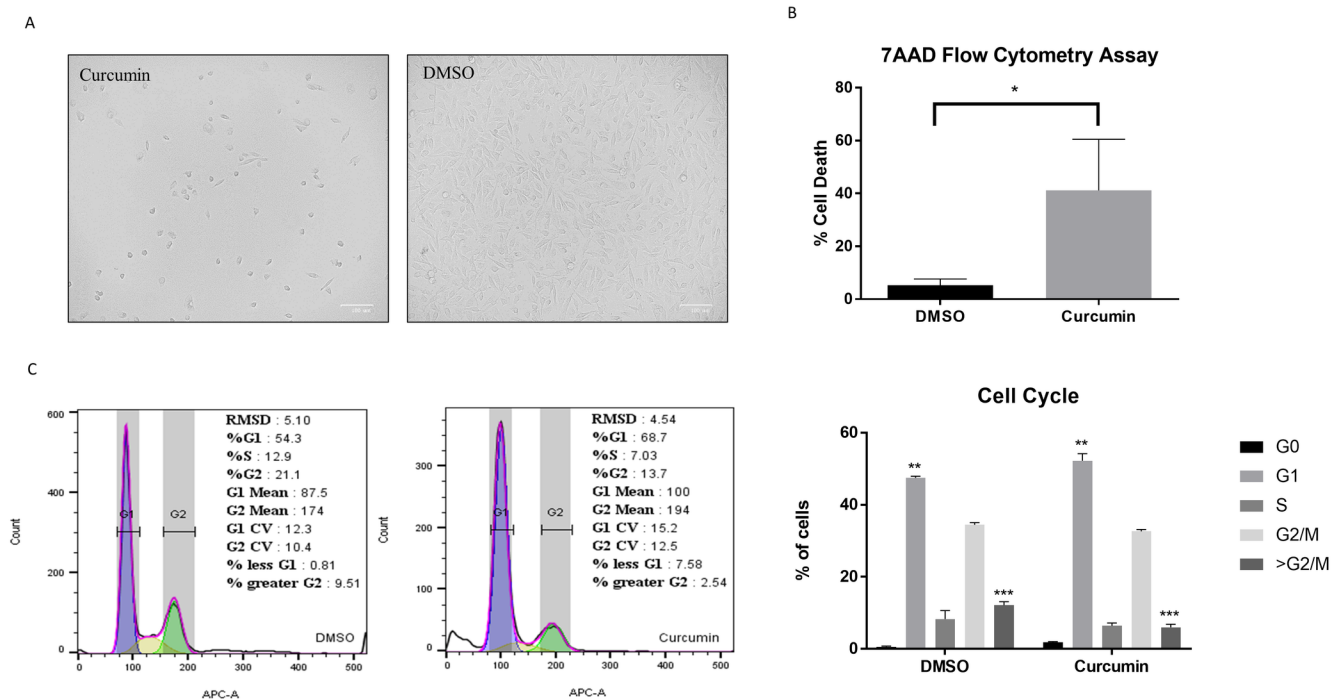 A
Curcumin
DMSO
B
7AAD Flow Cytometry Assay
% Cell Death
80
60
40
20
0
*
DMSO
Curcumin
C
Count
600
400
200
0
G1
G2
RMSD : 5.10
%G1 : 54.3
%S : 12.9
%G2 : 21.1
G1 Mean : 87.5
G2 Mean : 174
G1 CV : 12.3
G2 CV : 10.4
% less G1 : 0.81
% greater G2 : 9.51
DMSO
0 100 200 300 400 500
APC-A
Count
300
200
100
0
G1
G2
RMSD : 4.54
%G1 : 68.7
%S : 7.03
%G2 : 13.7
G1 Mean : 100
G2 Mean : 194
G1 CV : 15.2
G2 CV : 12.5
% less G1 : 7.58
% greater G2 : 2.54
Curcumin
0 100 200 300 400 500
APC-A
Cell Cycle
% of cells
60
40
20
0
**
***
**
***
DMSO
Curcumin
G0
G1
S
G2/M
>G2/M